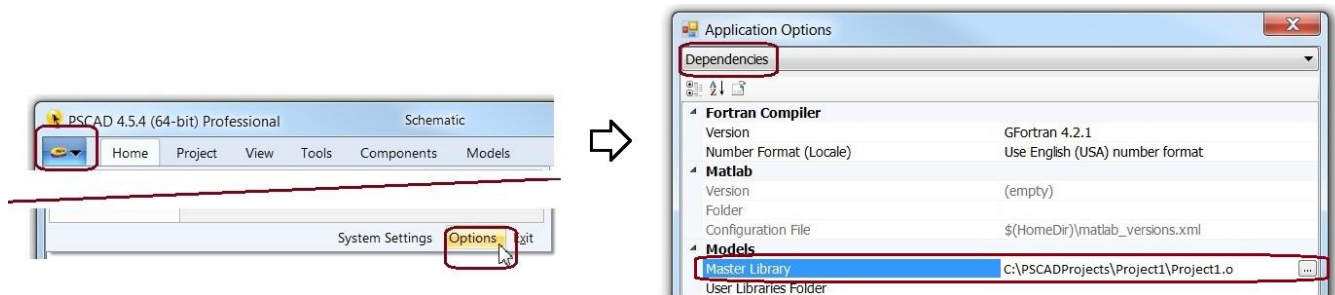 PSCAD 4.5.4 (64-bit) Professional Schematic
Home Project View Tools Components Models
System Settings Options Exit
Application Options
Dependencies
Fortran Compiler
Version GFortran 4.2.1
Number Format (Locale) Use English (USA) number format
Matlab
Version (empty)
Folder
Configuration File $(HomeDir)\matlab_versions.xml
Models
Master Library C:\PSCADProjects\Project1\Project1.o ...
User Libraries Folder